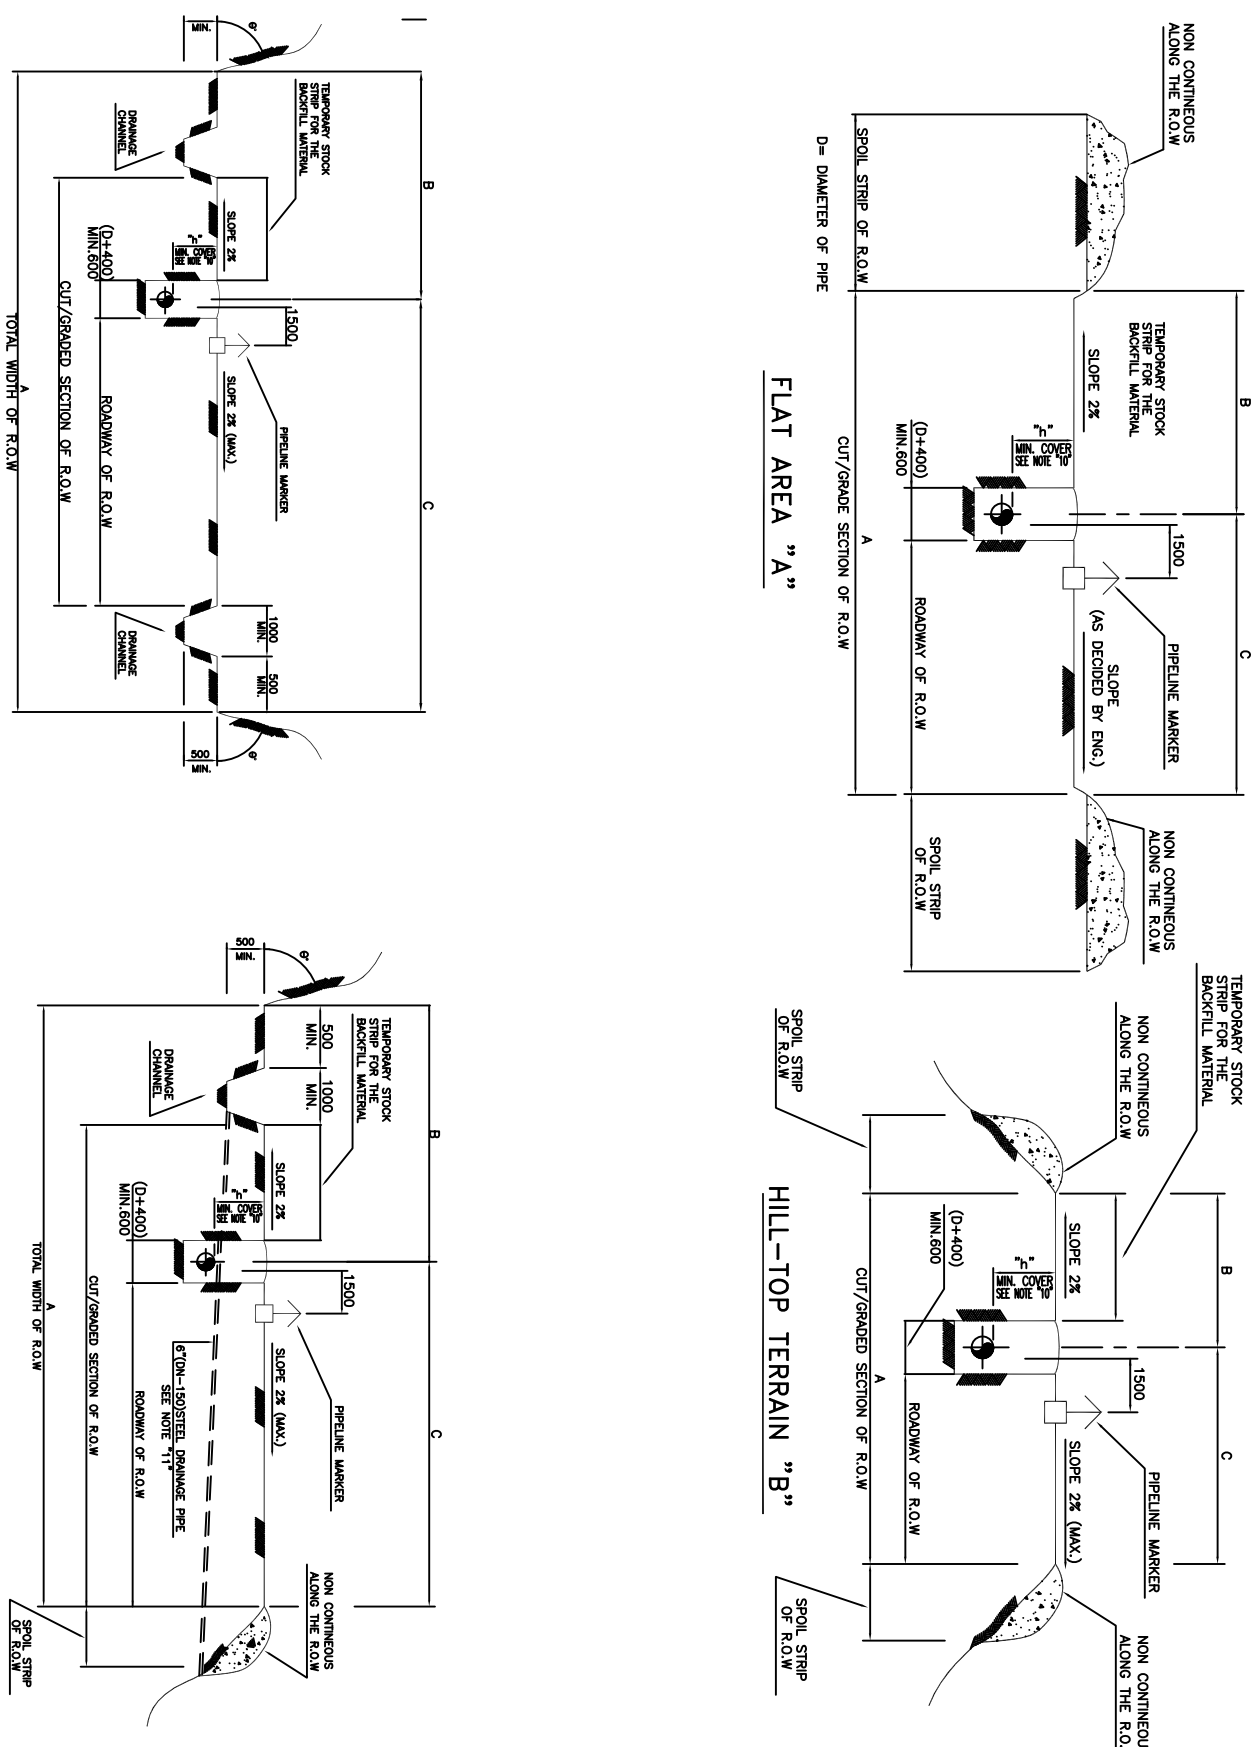 NON CONTINEOUS
ALONG THE R.O.W
SPOIL STRIP OF R.O.W
D= DIAMETER OF PIPE
B
TEMPORARY STOCK
STRIP FOR THE
BACKFILL MATERIAL
SLOPE 2%
"h"
MIN. COVER
SEE NOTE "10"
(D+400)
MIN.600
1500
C
PIPELINE MARKER
SLOPE
(AS DECIDED BY ENG.)
A
CUT/GRADE SECTION OF R.O.W
ROADWAY OF R.O.W
NON CONTINEOUS
ALONG THE R.O.W
SPOIL STRIP
OF R.O.W
FLAT AREA "A"
TEMPORARY STOCK
STRIP FOR THE
BACKFILL MATERIAL
NON CONTINEOUS
ALONG THE R.O.W
SPOIL STRIP
OF R.O.W
B
SLOPE 2%
"h"
MIN. COVER
SEE NOTE "10"
(D+400)
MIN.600
1500
C
PIPELINE MARKER
SLOPE 2% (MAX.)
A
CUT/GRADED SECTION OF R.O.W
ROADWAY OF R.O.W
NON CONTINEOU
ALONG THE R.O.
SPOIL STRIP
OF R.O.W
HILL-TOP TERRAIN "B"
MIN.
θ°
TEMPORARY STOCK
STRIP FOR THE
BACKFILL MATERIAL
B
DRAINAGE
CHANNEL
SLOPE 2%
"h"
MIN. COVER
SEE NOTE "10"
(D+400)
MIN.600
1500
C
PIPELINE MARKER
SLOPE 2% (MAX.)
ROADWAY OF R.O.W
CUT/GRADED SECTION OF R.O.W
A
TOTAL WIDTH OF R.O.W
DRAINAGE
CHANNEL
1000
MIN.
500
MIN.
500
MIN.
θ°
500
MIN.
θ°
500
MIN.
1000
MIN.
TEMPORARY STOCK
STRIP FOR THE
BACKFILL MATERIAL
DRAINAGE
CHANNEL
B
SLOPE 2%
"h"
MIN. COVER
SEE NOTE "10"
(D+400)
MIN.600
1500
C
PIPELINE MARKER
SLOPE 2% (MAX.)
6"(DN-150)STEEL DRAINAGE PIPE
SEE NOTE "11"
ROADWAY OF R.O.W
CUT/GRADED SECTION OF R.O.W
A
TOTAL WIDTH OF R.O.W
NON CONTINEOUS
ALONG THE R.O.W
SPOIL STRIP
OF R.O.W